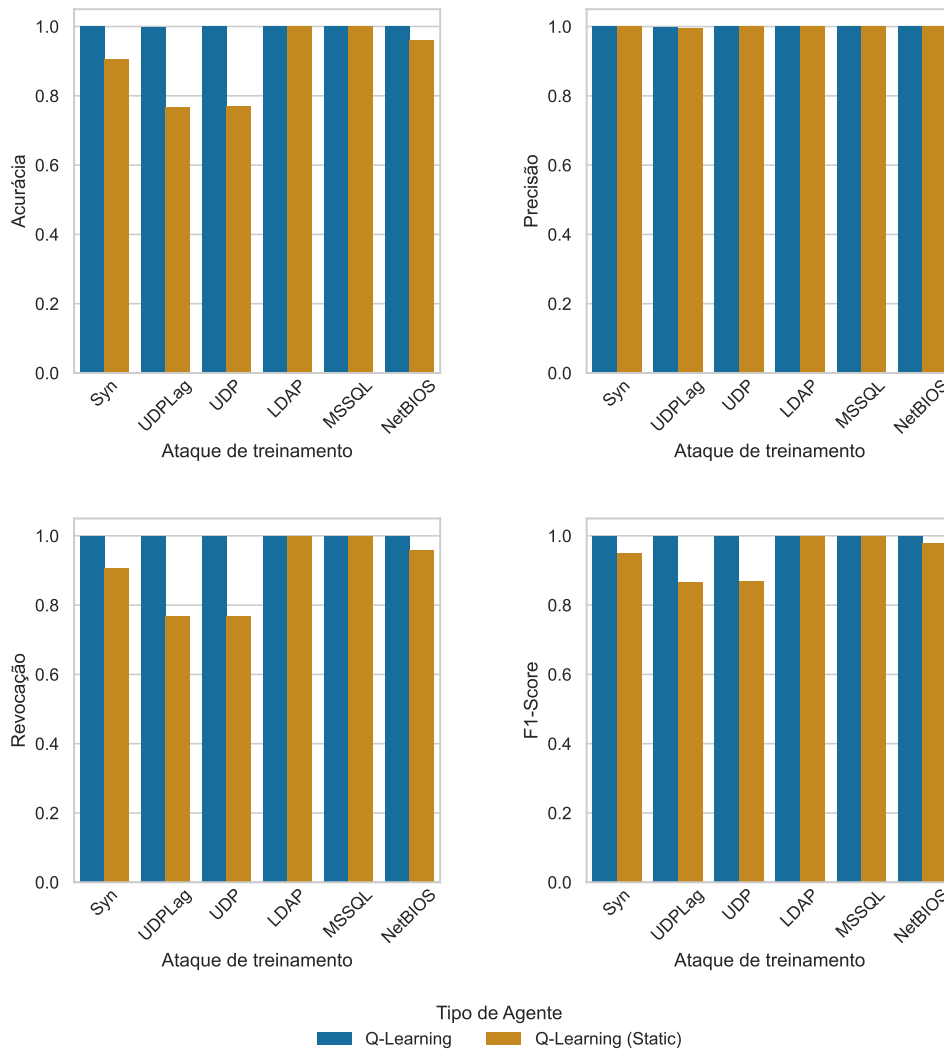 1.0
0.8
0.6
0.4
0.2
0.0
Acurácia
Syn
UDPLag
UDP
LDAP
MSSQL
NetBIOS
Ataque de treinamento
1.0
0.8
0.6
0.4
0.2
0.0
Precisão
Syn
UDPLag
UDP
LDAP
MSSQL
NetBIOS
Ataque de treinamento
1.0
0.8
0.6
0.4
0.2
0.0
Revocação
Syn
UDPLag
UDP
LDAP
MSSQL
NetBIOS
Ataque de treinamento
1.0
0.8
0.6
0.4
0.2
0.0
F1-Score
Syn
UDPLag
UDP
LDAP
MSSQL
NetBIOS
Ataque de treinamento
Tipo de Agente
Q-Learning
Q-Learning (Static)